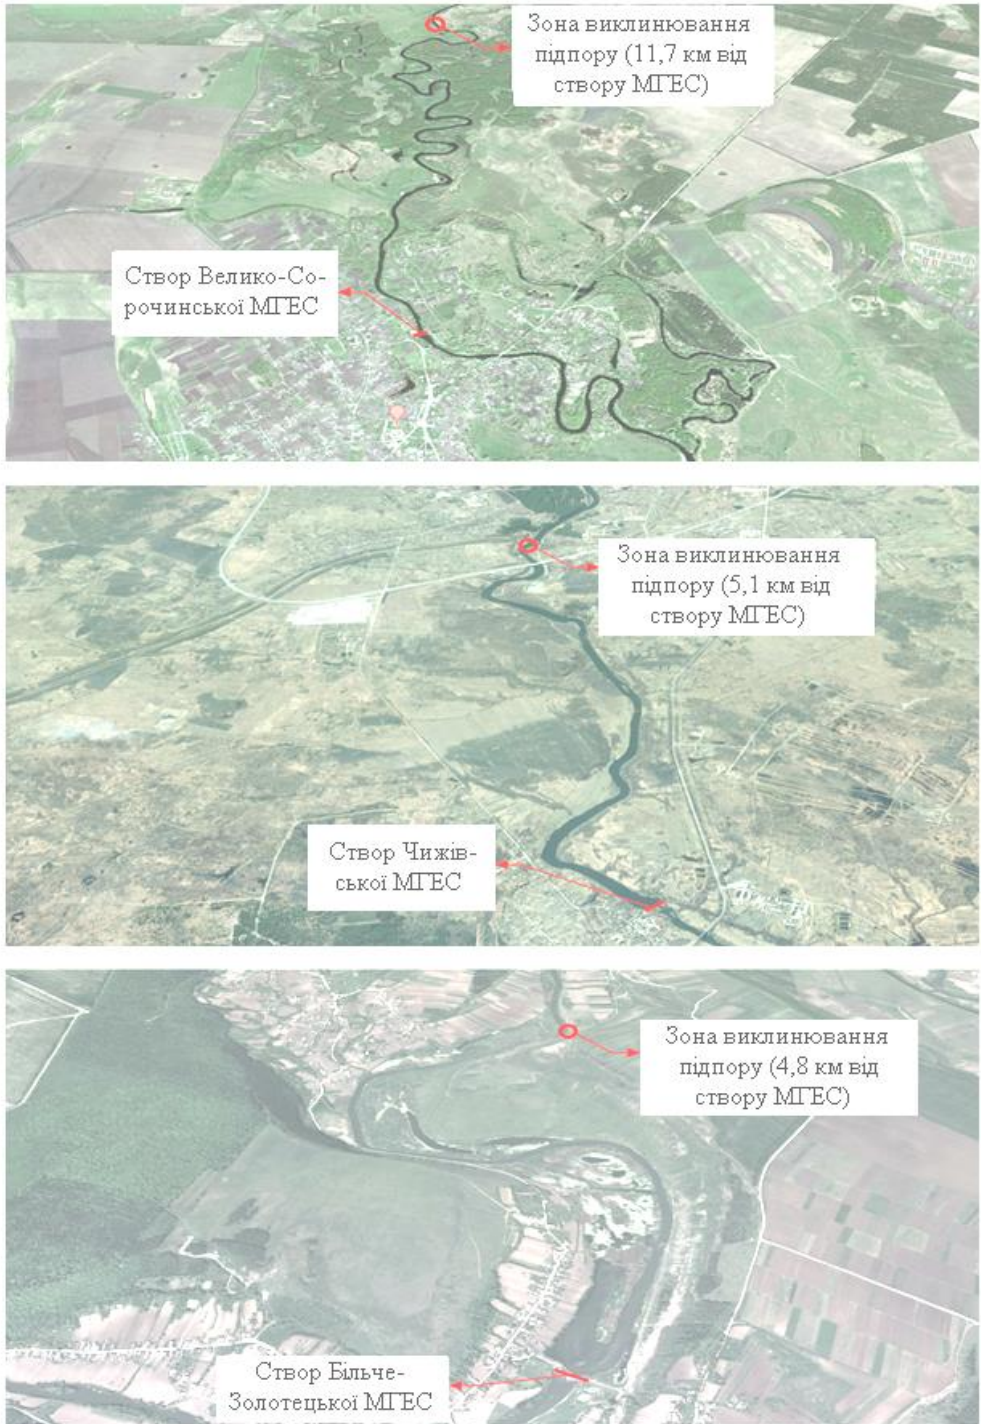 Зона виклинювання
підпору (11,7 км від
створу МГЕС)
Створ Велико-Со-
рочинської МГЕС
Зона виклинювання
підпору (5,1 км від
створу МГЕС)
Створ Чижів-
ської МГЕС
Зона виклинювання
підпору (4,8 км від
створу МГЕС)
Створ Більче-
Золотецької МГЕС